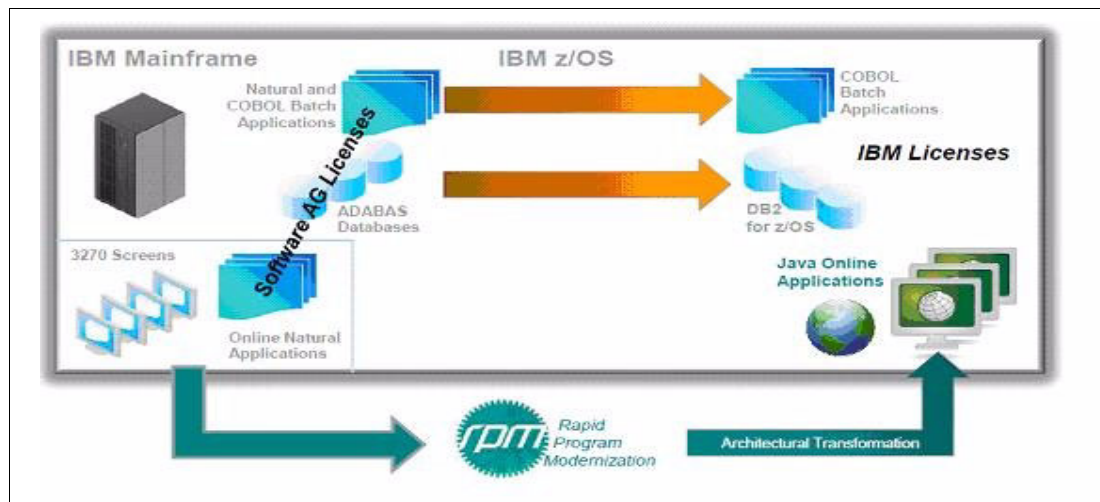 IBM Mainframe
IBM z/OS
Natural and
COBOL Batch
Applications
COBOL
Batch
Applications
Software AG Licenses
IBM Licenses
ADABAS
Databases
DB2
for z/OS
3270 Screens
Online Natural
Applications
Java Online
Applications
rpm
Rapid
Program
Modernization
Architectural Transformation